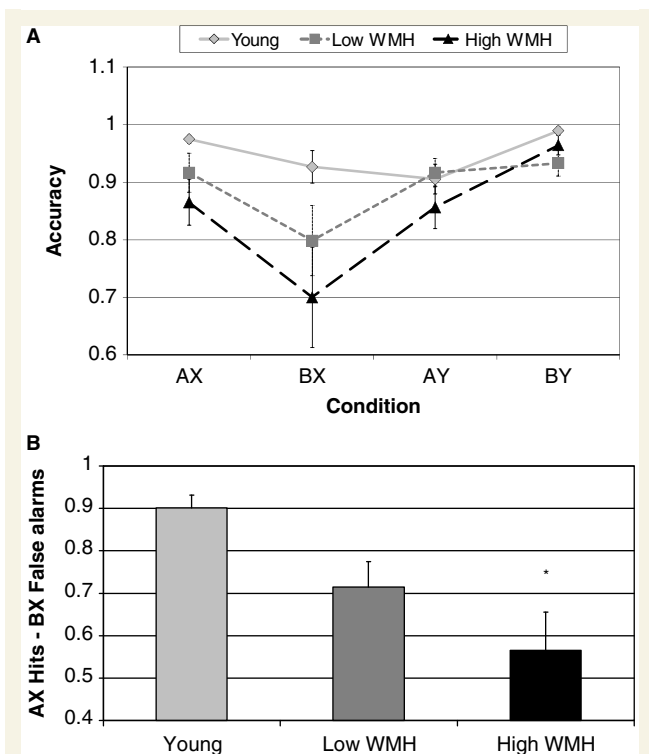 A
Young Low WMH High WMH
1.1
1
0.9
0.8
0.7
0.6
Accuracy
AX BX AY BY
Condition
B
1
0.9
0.8
0.7
0.6
0.5
0.4
AX Hits - BX False alarms
*
Young Low WMH High WMH